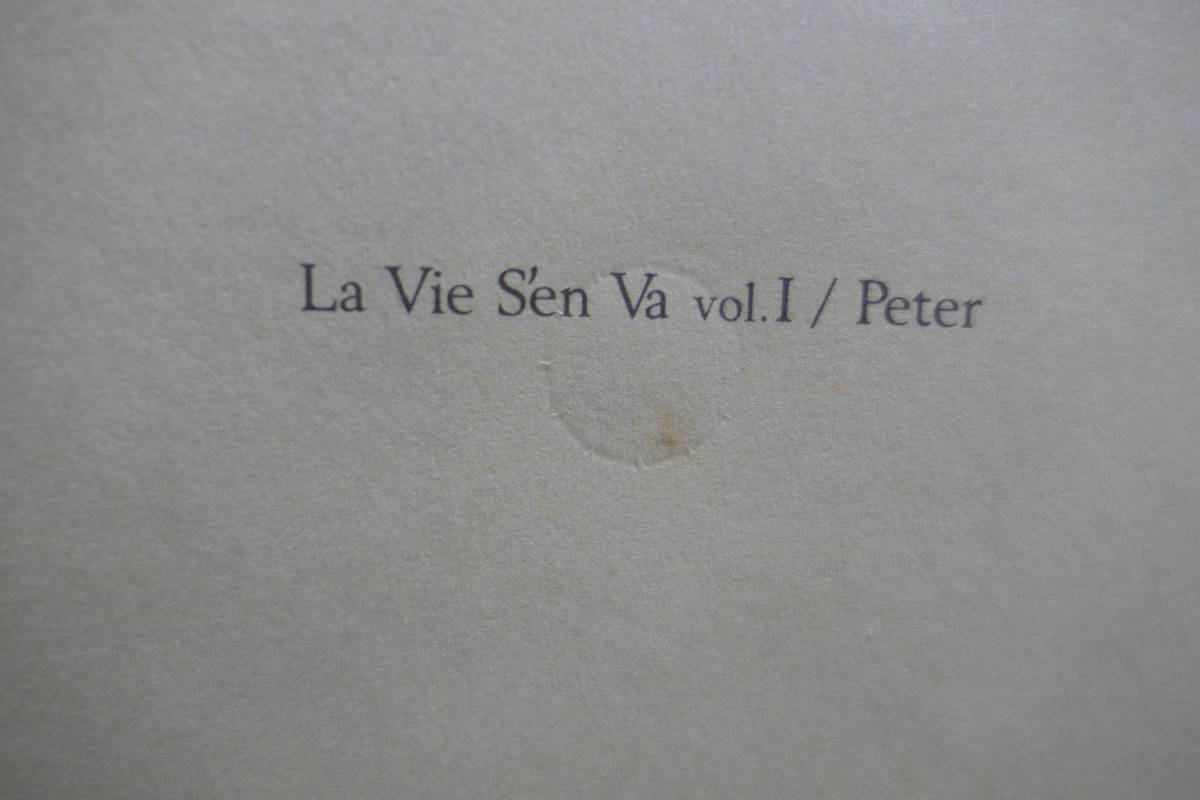 La Vie S'en Va vol.I / Peter